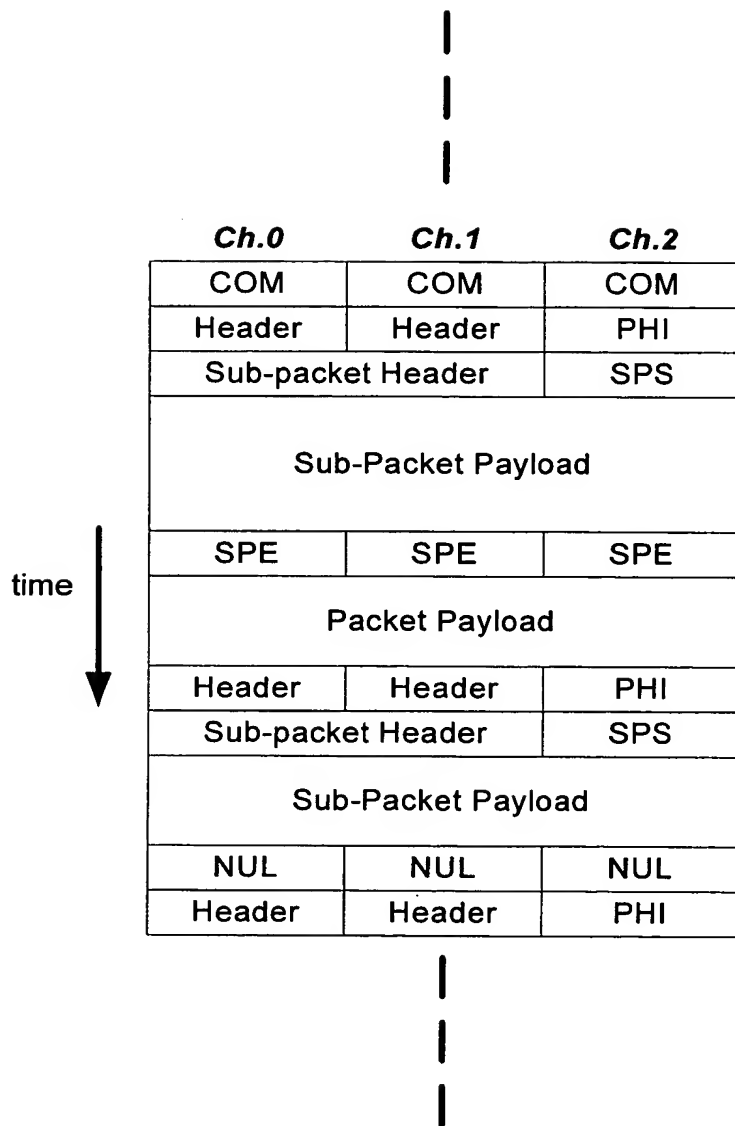 Ch.0 Ch.1 Ch.2
COM COM COM
Header Header PHI
Sub-packet Header SPS
Sub-Packet Payload
SPE SPE SPE
time
Packet Payload
Header Header PHI
Sub-packet Header SPS
Sub-Packet Payload
NUL NUL NUL
Header Header PHI